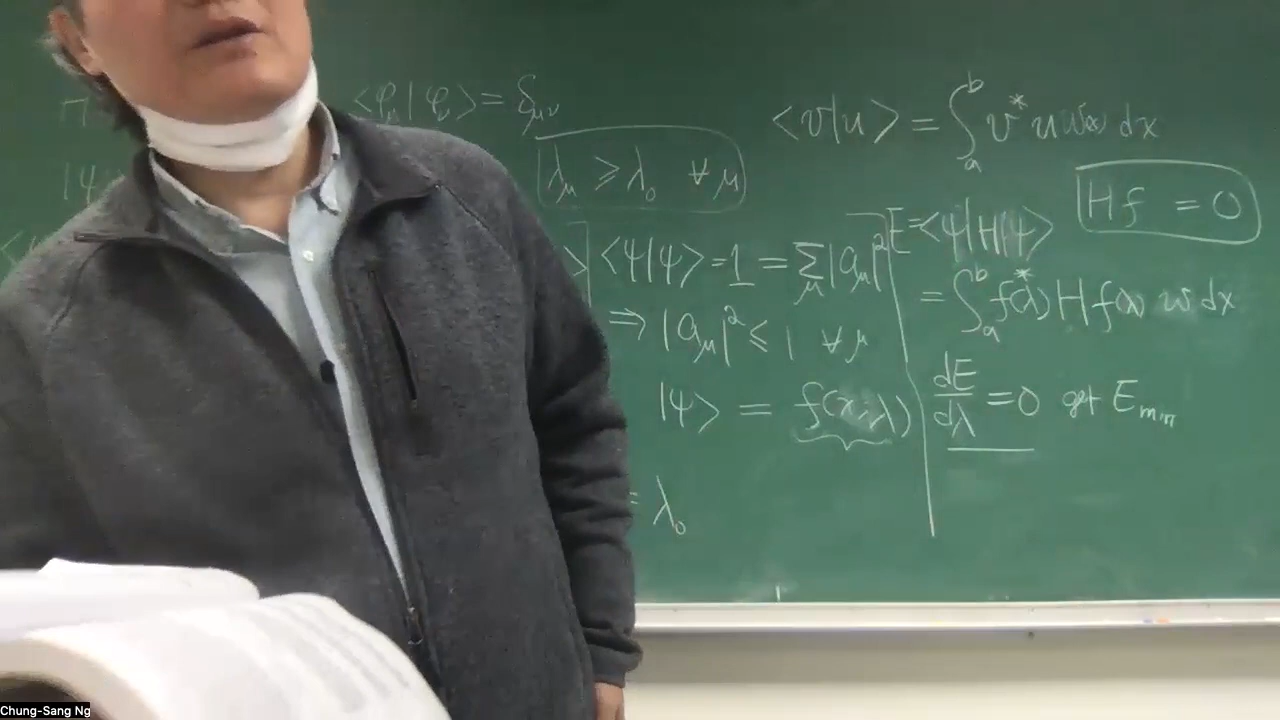 ⟨φ_μ|φ_ν⟩ = δ_μν
λ_μ ⩾ λ_0 ∀ μ
⟨ψ|ψ⟩ = 1 = Σ_μ |a_μ|²
⇒ |a_μ|² ≤ 1 ∀ μ
|ψ⟩ = f(x, λ)
= λ_0
⟨v|u⟩ = ∫_a^b v* u w(x) dx
Hf = 0
E = ⟨ψ|H|ψ⟩
= ∫_a^b f*(λ) H f(λ) w dx
dE/dλ = 0 get E_min
Chung-Sang Ng